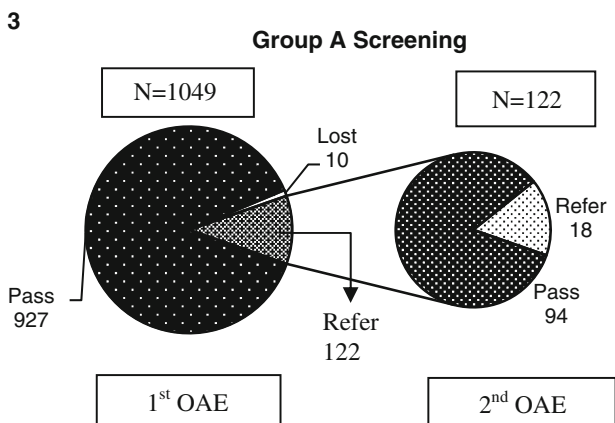 3
Group A Screening
N=1049
N=122
Lost
10
Refer
18
Pass
927
Refer
122
Pass
94
1st OAE
2nd OAE